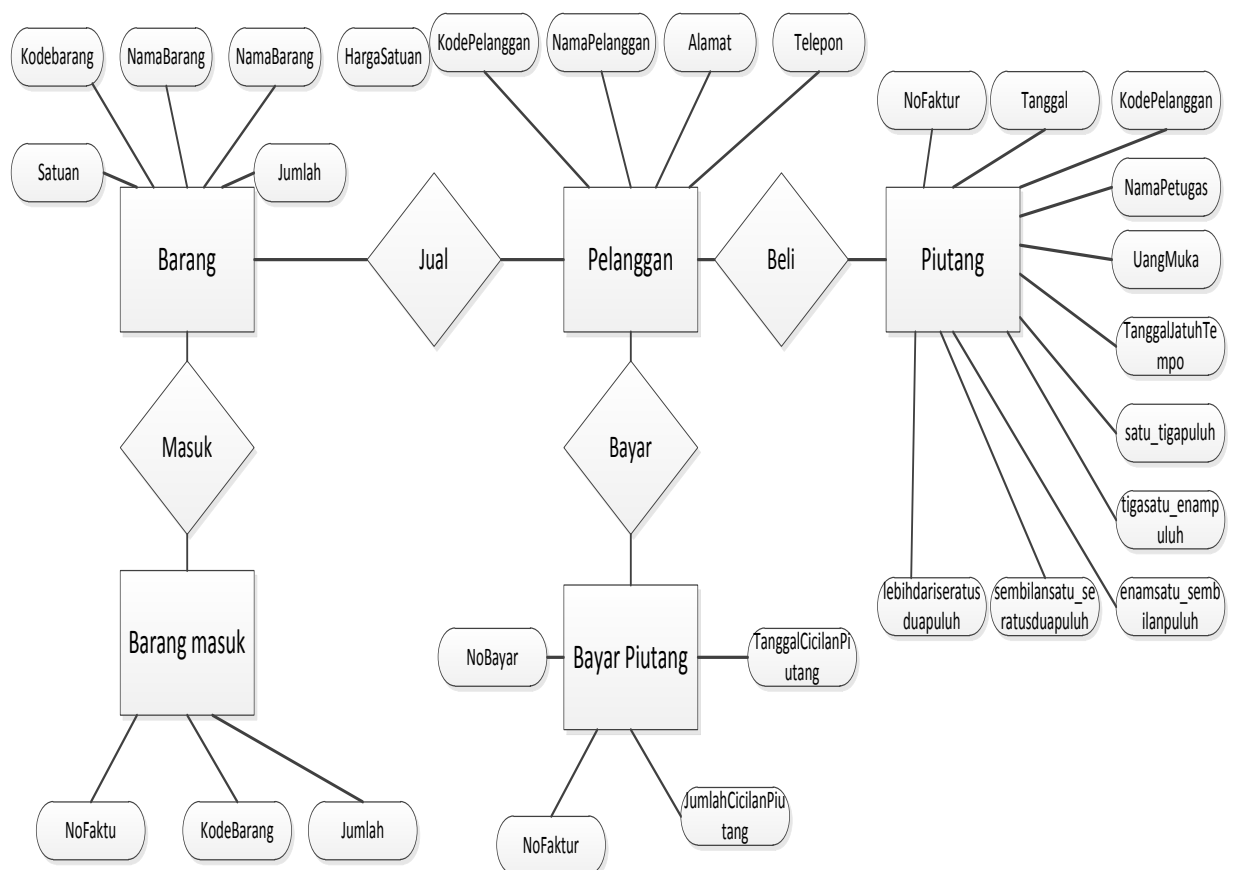 Kodebarang
NamaBarang
NamaBarang
HargaSatuan
KodePelanggan
NamaPelanggan
Alamat
Telepon
NoFaktur
Tanggal
KodePelanggan
Satuan
Jumlah
NamaPetugas
Barang
Jual
Pelanggan
Beli
Piutang
UangMuka
TanggalJatuhTe
mpo
satu_tigapuluh
Masuk
Bayar
tigasatu_enamp
uluh
lebihdariseratus
duapuluh
sembilansatu_se
ratusduapuluh
enamsatu_semb
ilanpuluh
Barang masuk
NoBayar
Bayar Piutang
TanggalCicilanPi
utang
NoFaktu
KodeBarang
Jumlah
NoFaktur
JumlahCicilanPiu
tang